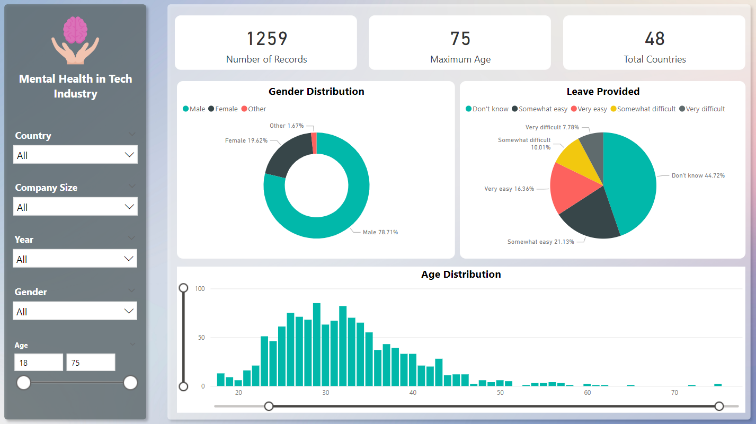 Mental Health in Tech
Industry
Country
All
Company Size
All
Year
All
Gender
All
Age
18 75
1259
Number of Records
75
Maximum Age
48
Total Countries
Gender Distribution
Male Female Other
Other 1.67%
Female 19.62%
Male 78.71%
Leave Provided
Don't know Somewhat easy Very easy Somewhat difficult Very difficult
Very difficult 7.78%
Somewhat difficult
10.01%
Very easy 16.36%
Somewhat easy 21.13%
Don't know 44.72%
Age Distribution
100
50
0
20 30 40 50 60 70